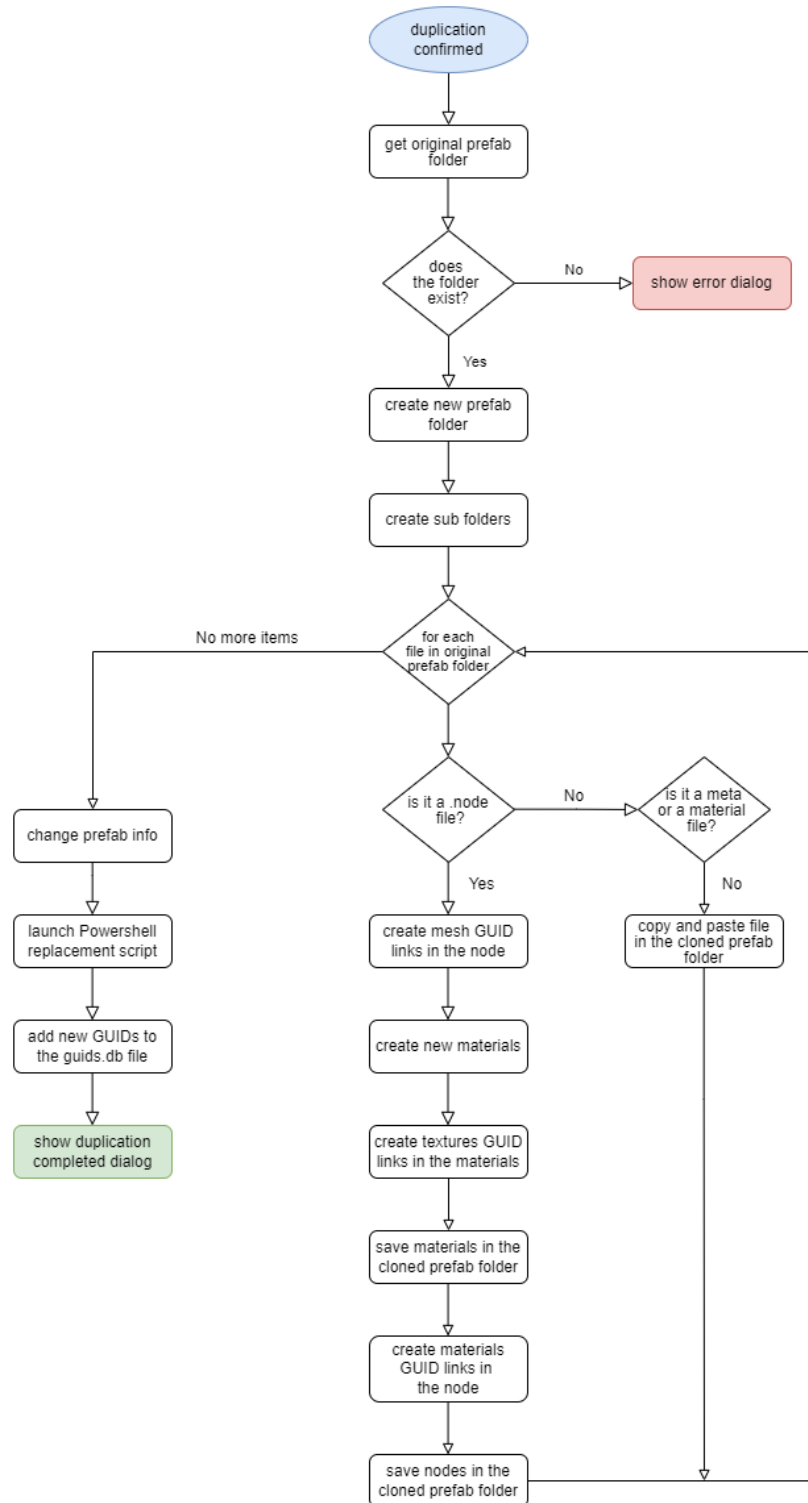 duplication
confirmed
get original prefab
folder
does
the folder
exist?
No
show error dialog
Yes
create new prefab
folder
create sub folders
for each
file in original
prefab folder
No more items
is it a .node
file?
No
is it a meta
or a material
file?
change prefab info
Yes
No
launch Powershell
replacement script
create mesh GUID
links in the node
copy and paste file
in the cloned prefab
folder
add new GUIDs to
the guids.db file
create new materials
show duplication
completed dialog
create textures GUID
links in the materials
save materials in the
cloned prefab folder
create materials
GUID links in
the node
save nodes in the
cloned prefab folder